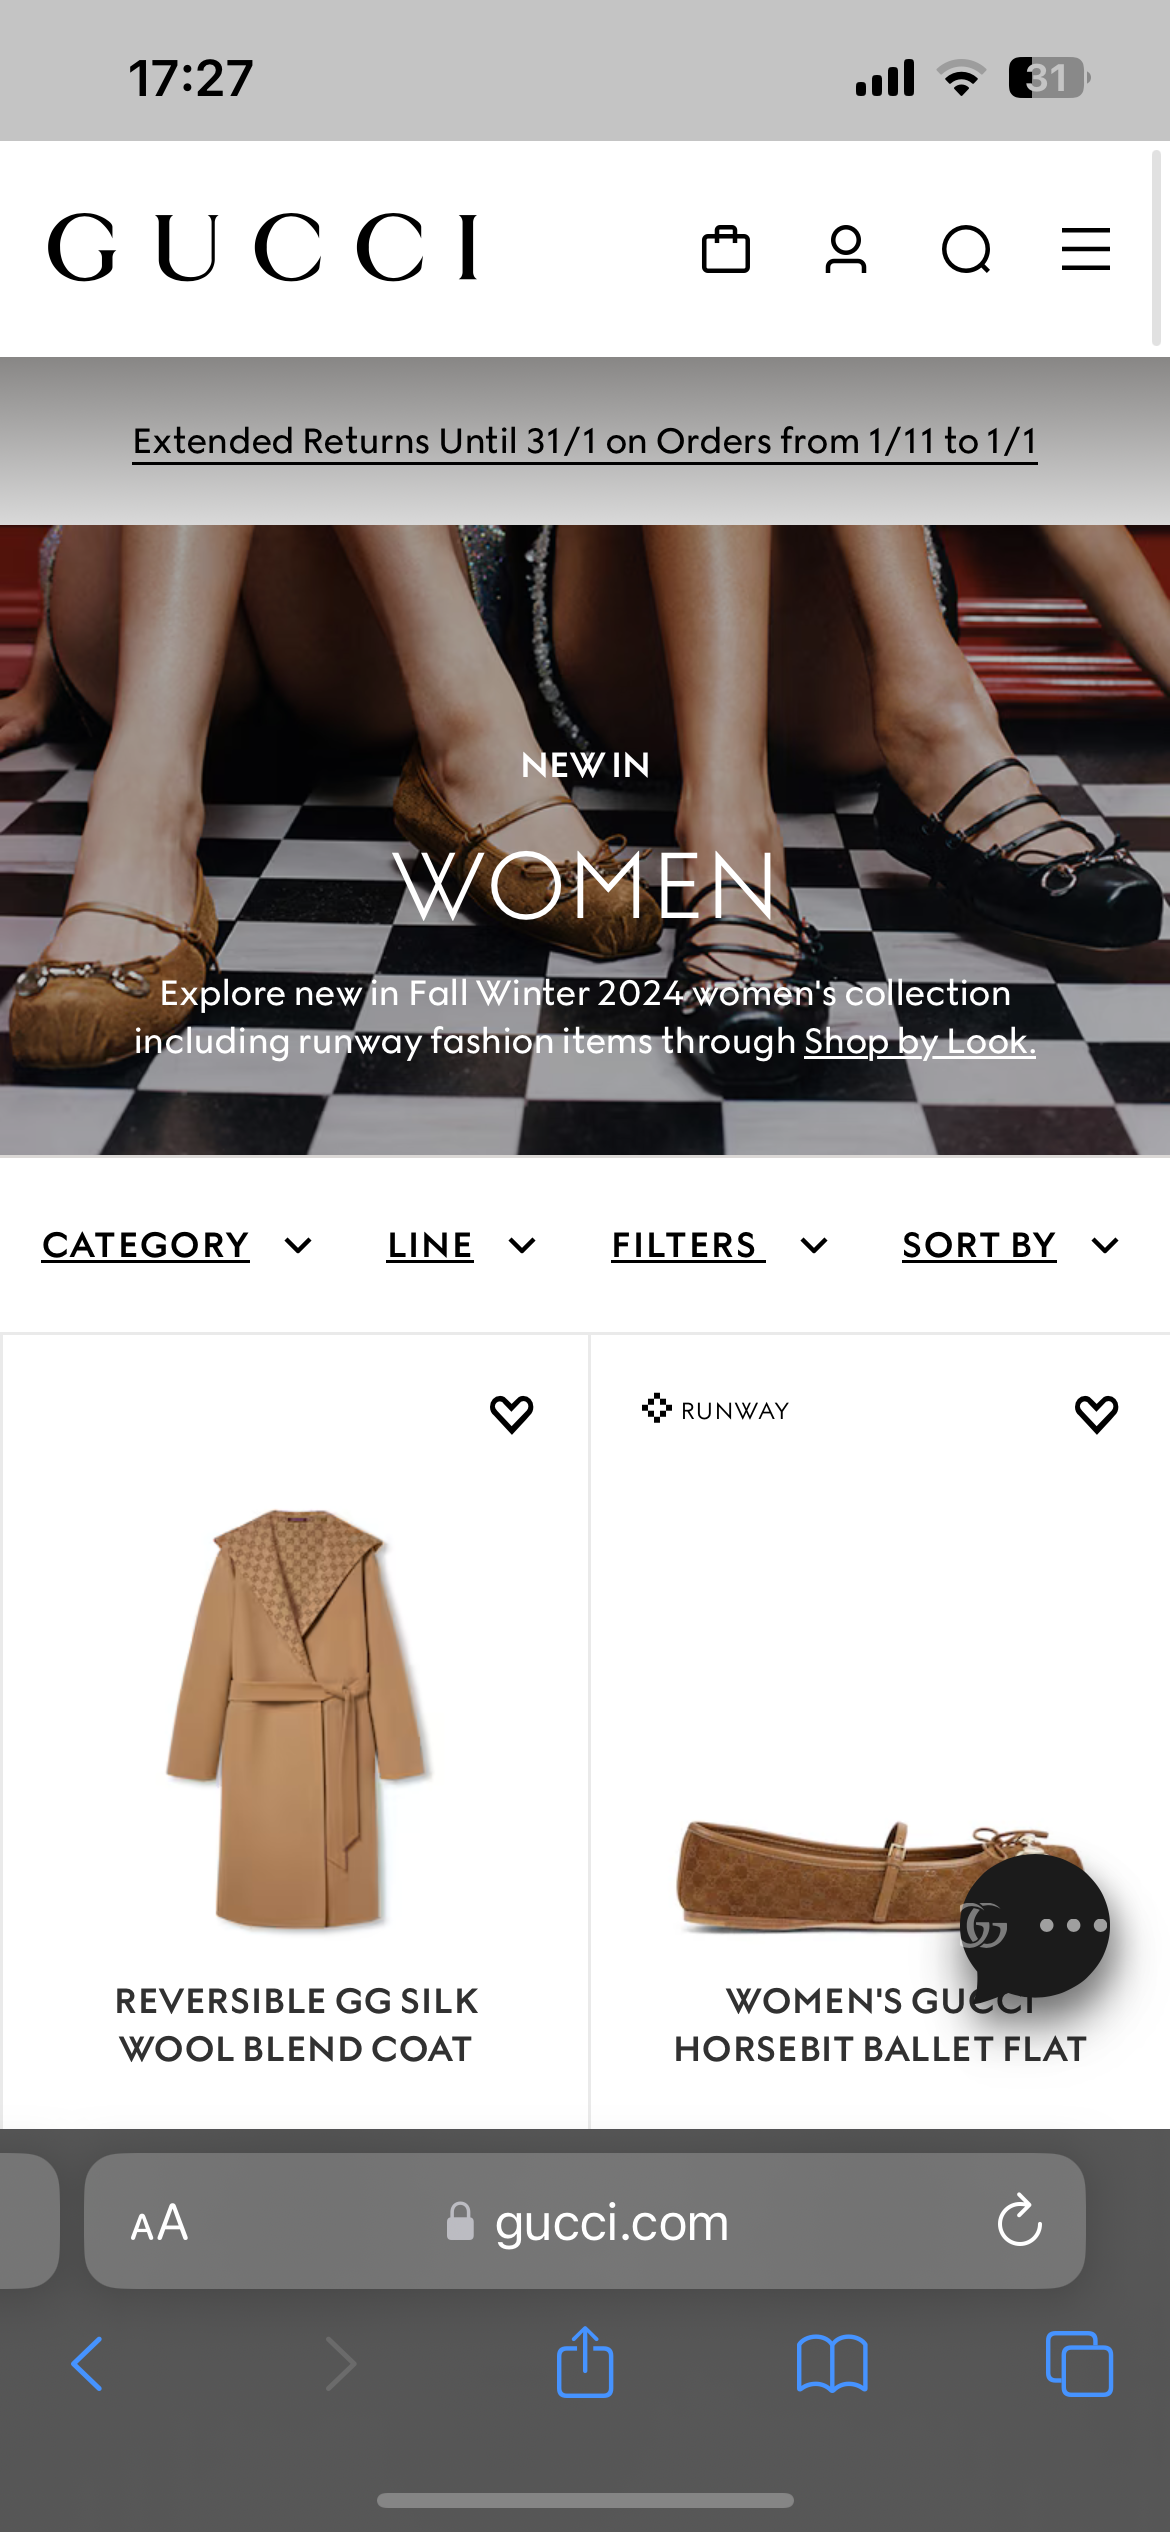 17:27
31
GUCCI
Extended Returns Until 31/1 on Orders from 1/11 to 1/1
NEW IN
WOMEN
Explore new in Fall Winter 2024 women's collection
including runway fashion items through Shop by Look.
CATEGORY
LINE
FILTERS
SORT BY
RUNWAY
REVERSIBLE GG SILK
WOOL BLEND COAT
WOMEN'S GUCCI
HORSEBIT BALLET FLAT
AA
gucci.com